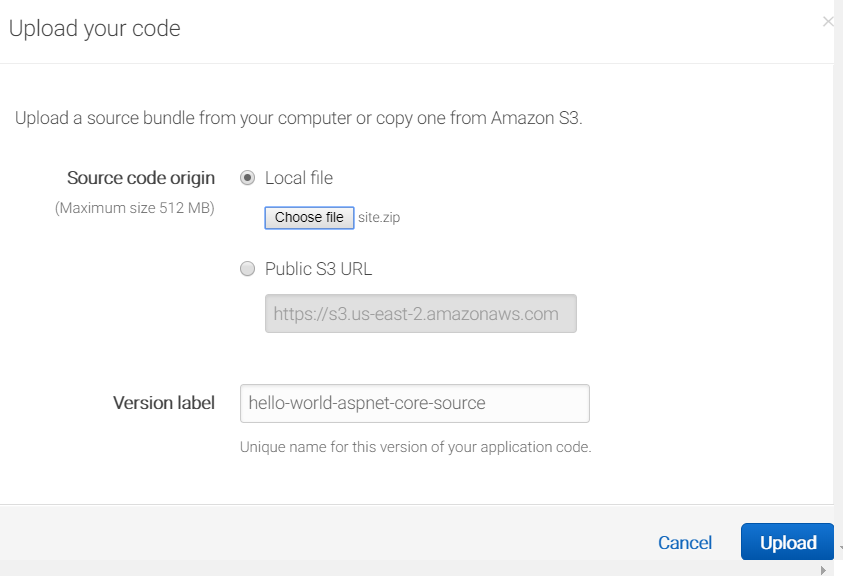 Upload your code
×
Upload a source bundle from your computer or copy one from Amazon S3.
Source code origin
(Maximum size 512 MB)
Local file
Choose file site.zip
Public S3 URL
https://s3.us-east-2.amazonaws.com
Version label
hello-world-aspnet-core-source
Unique name for this version of your application code.
Cancel Upload